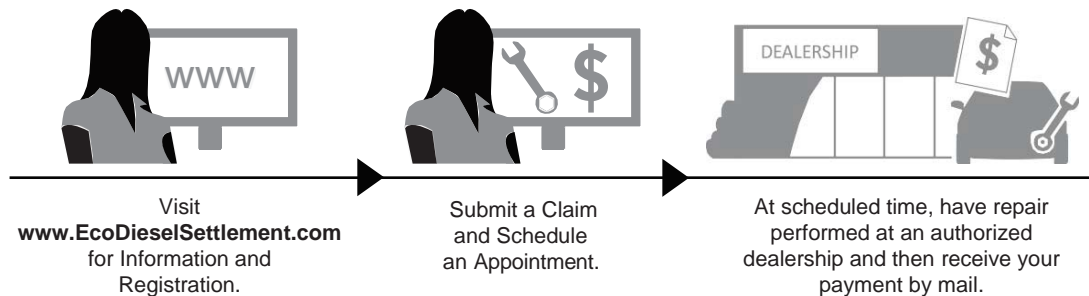 www
$
DEALERSHIP
$
Visit
www.EcoDieselSettlement.com
for Information and
Registration.
Submit a Claim
and Schedule
an Appointment.
At scheduled time, have repair
performed at an authorized
dealership and then receive your
payment by mail.